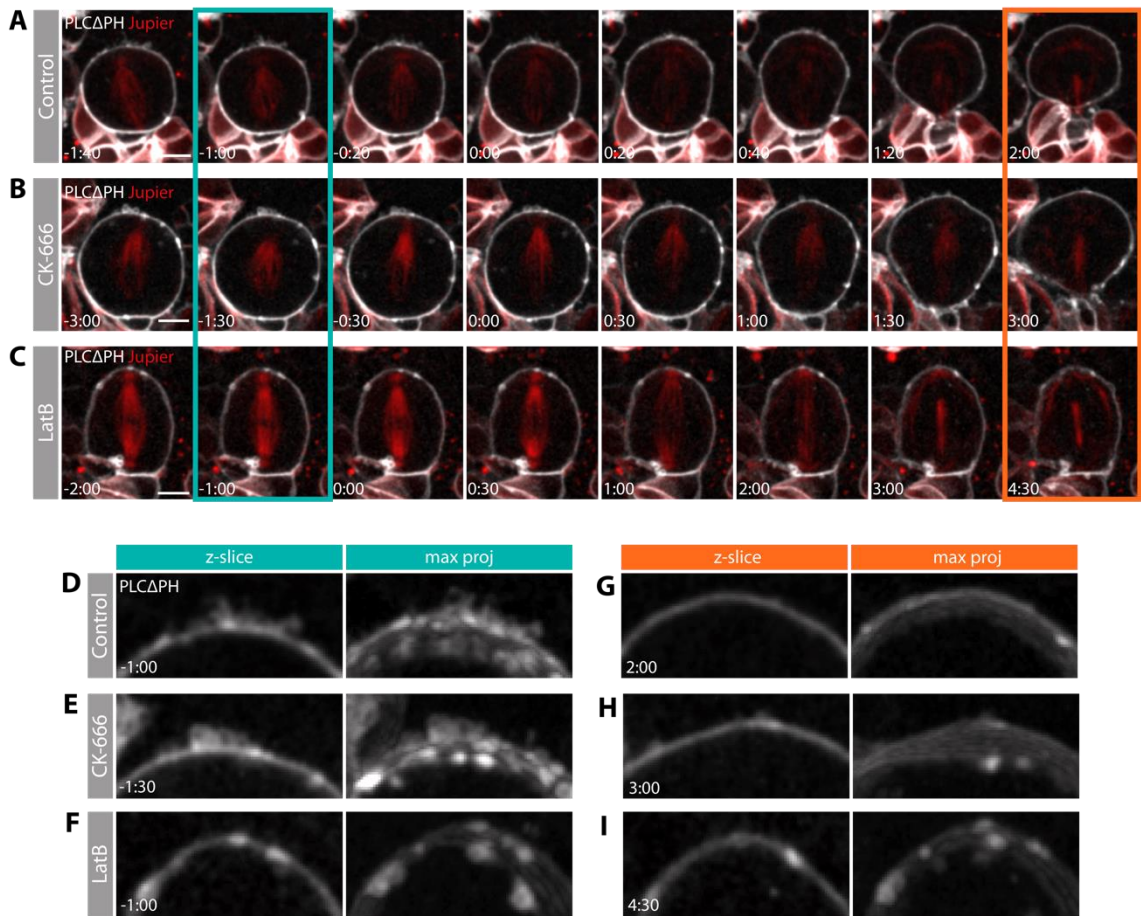 A
Control
PLCΔPH Jupier
-1:40
-1:00
-0:20
0:00
0:20
0:40
1:20
2:00
B
CK-666
PLCΔPH Jupier
-3:00
-1:30
-0:30
0:00
0:30
1:00
1:30
3:00
C
LatB
PLCΔPH Jupier
-2:00
-1:00
0:00
0:30
1:00
2:00
3:00
4:30
z-slice
max proj
D
Control
PLCΔPH
-1:00
E
CK-666
-1:30
F
LatB
-1:00
z-slice
max proj
G
2:00
H
3:00
I
4:30